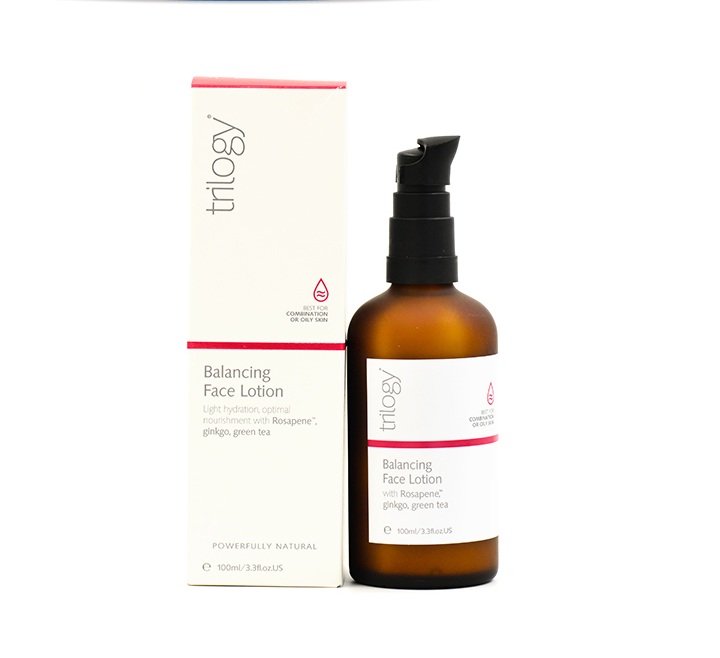 trilogy®
BEST FOR
COMBINATION
OR OILY SKIN
Balancing
Face Lotion
Light hydration, optimal
nourishment with Rosapene™,
ginkgo, green tea
POWERFULLY NATURAL
℮ 100ml/3.3fl.oz.US
trilogy
BEST FOR
COMBINATION
OR OILY SKIN
Balancing
Face Lotion
with Rosapene,™
ginkgo, green tea
℮ 100ml/3.3fl.oz.US